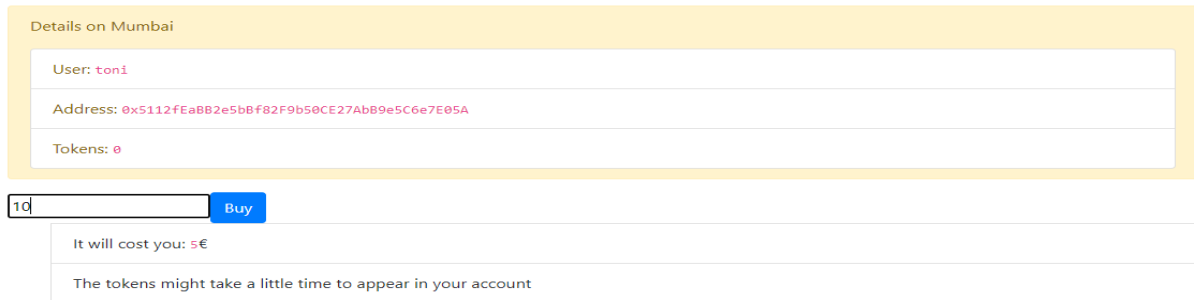 Details on Mumbai
User: toni
Address: 0x5112fEaBB2e5bBf82F9b50CE27AbB9e5C6e7E05A
Tokens: 0
10
Buy
It will cost you: 5€
The tokens might take a little time to appear in your account